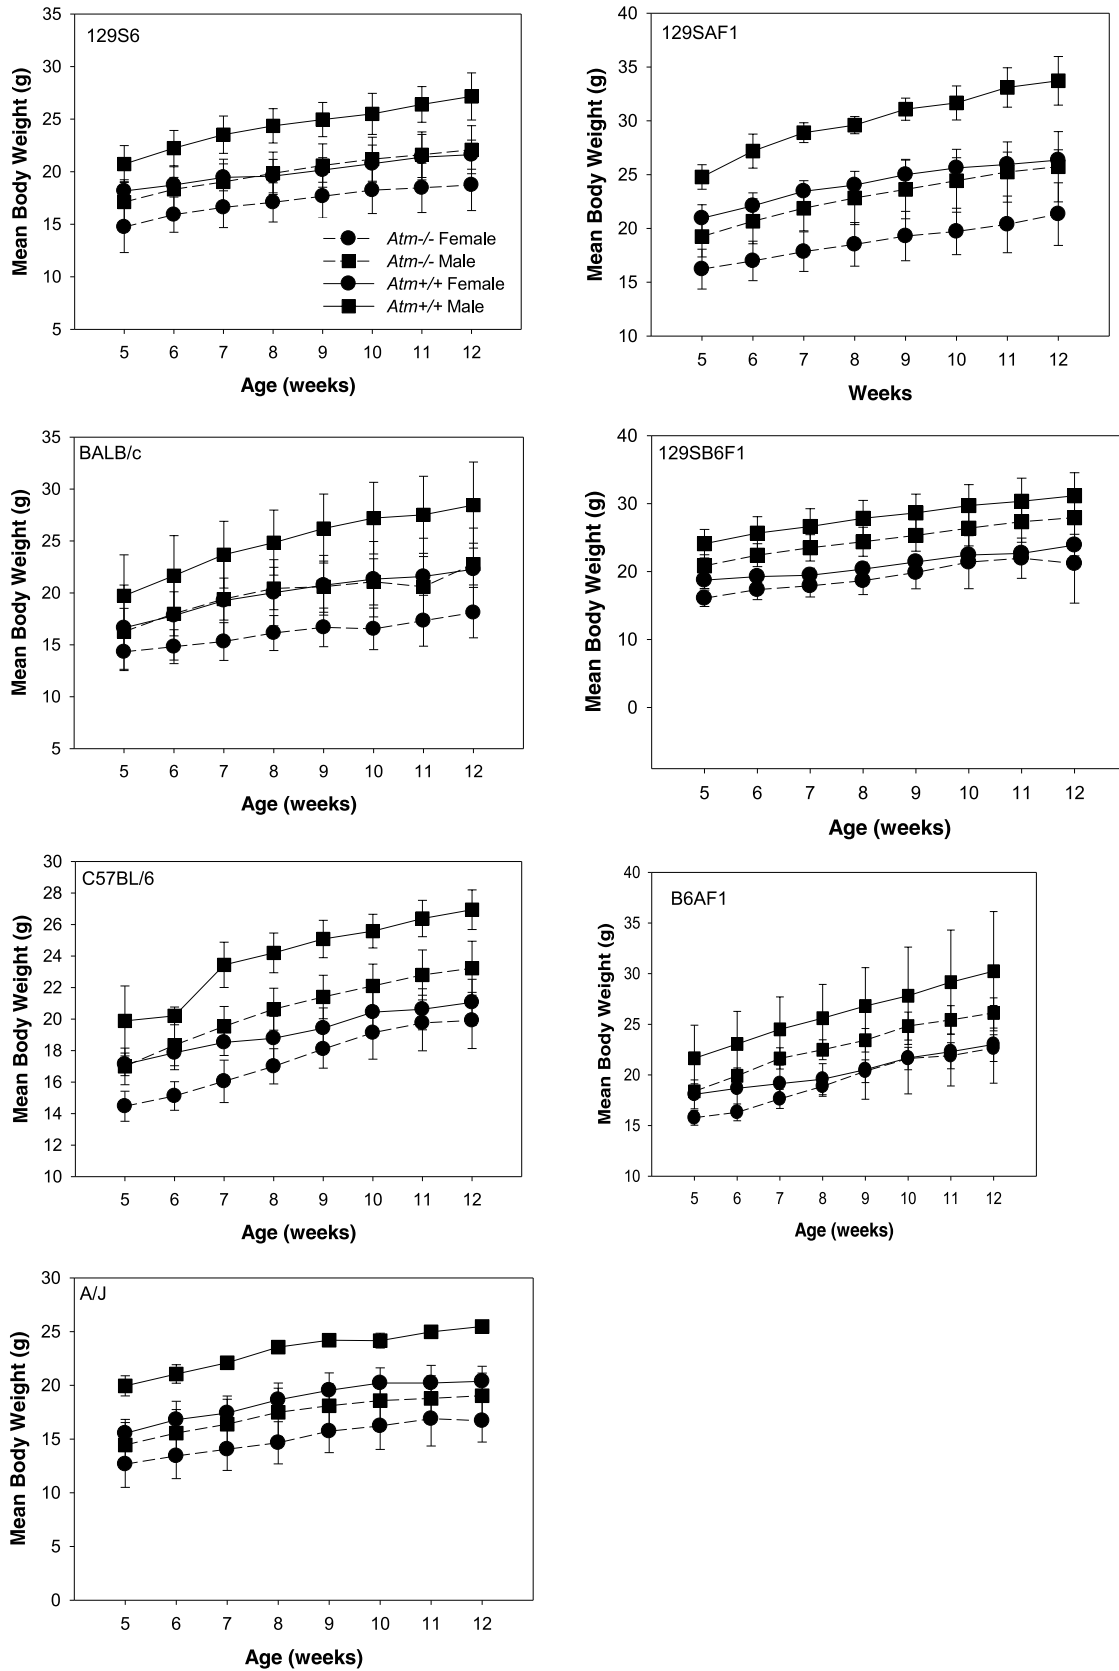 129S6
Mean Body Weight (g)
35
30
25
20
15
10
5
Atm-/- Female
Atm-/- Male
Atm+/+ Female
Atm+/+ Male
5 6 7 8 9 10 11 12
Age (weeks)
129SAF1
Mean Body Weight (g)
40
35
30
25
20
15
10
5 6 7 8 9 10 11 12
Weeks
BALB/c
Mean Body Weight (g)
35
30
25
20
15
10
5
5 6 7 8 9 10 11 12
Age (weeks)
129SB6F1
Mean Body Weight (g)
40
30
20
10
0
5 6 7 8 9 10 11 12
Age (weeks)
C57BL/6
Mean Body Weight (g)
30
28
26
24
22
20
18
16
14
12
10
5 6 7 8 9 10 11 12
Age (weeks)
B6AF1
Mean Body Weight (g)
40
35
30
25
20
15
10
5 6 7 8 9 10 11 12
Age (weeks)
A/J
Mean Body Weight (g)
30
25
20
15
10
5
0
5 6 7 8 9 10 11 12
Age (weeks)